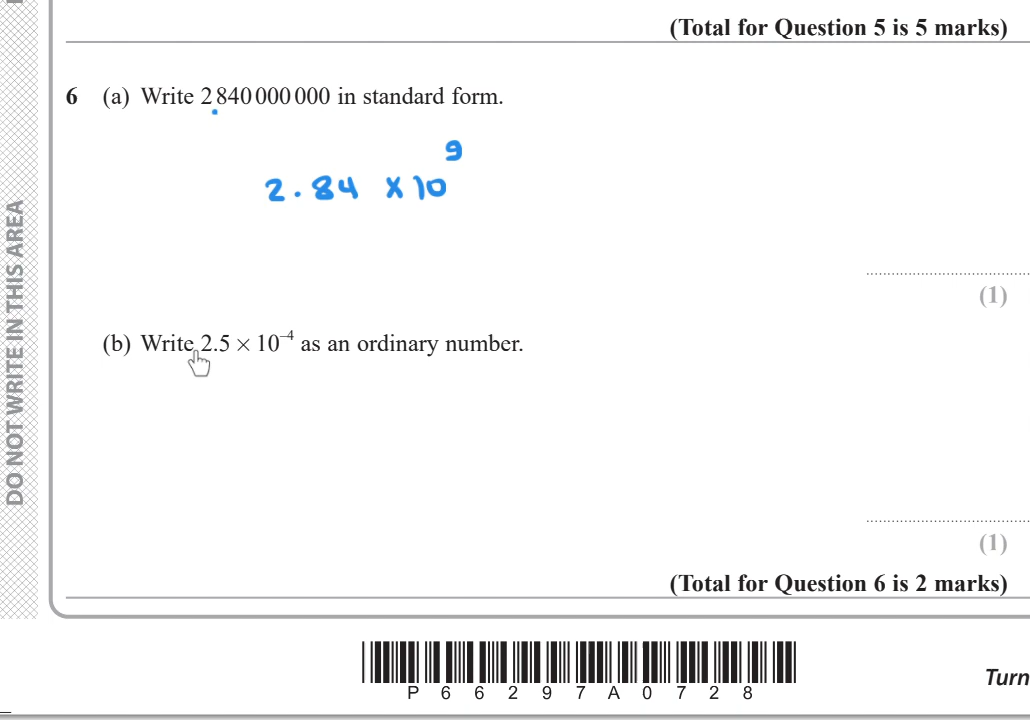 (Total for Question 5 is 5 marks)
6 (a) Write 2 840 000 000 in standard form.
2.84 × 10⁹
(1)
(b) Write 2.5 × 10⁻⁴ as an ordinary number.
(1)
(Total for Question 6 is 2 marks)
DO NOT WRITE IN THIS AREA
P 6 6 2 9 7 A 0 7 2 8
Turn